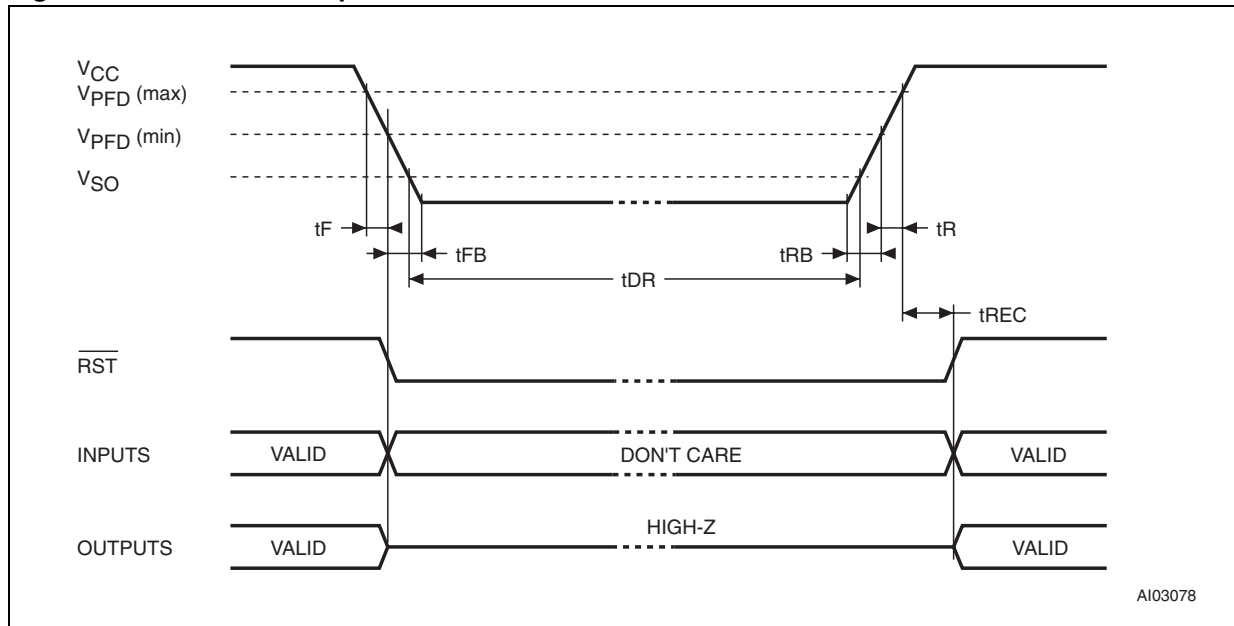 VCC
VPFD (max)
VPFD (min)
VSO
tF
tFB
tDR
tRB
tR
tREC
RST
INPUTS
VALID
DON'T CARE
VALID
OUTPUTS
VALID
HIGH-Z
VALID
AI03078